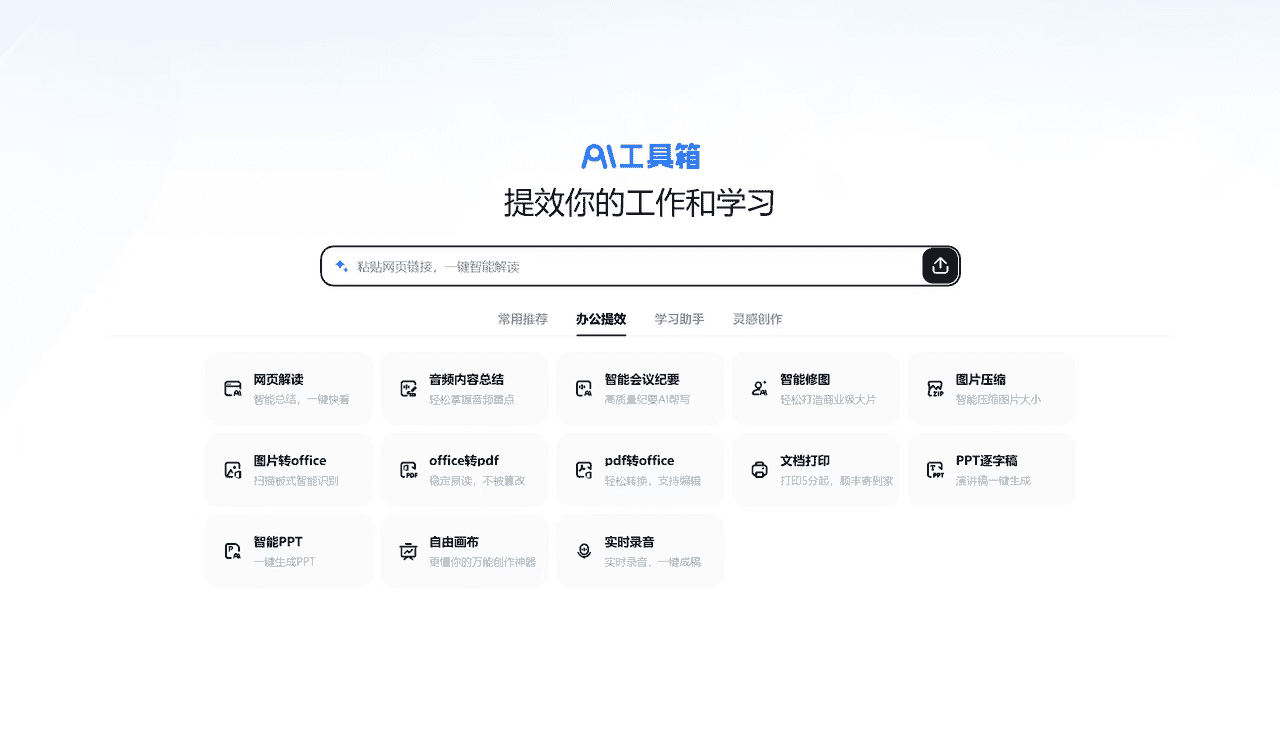 AI工具箱
提效你的工作和学习
粘贴网页链接，一键智能解读
常用推荐 办公提效 学习助手 灵感创作
网页解读
智能总结，一键快看
音频内容总结
轻松掌握音频重点
智能会议纪要
高质量纪要AI帮写
智能修图
轻松打造商业级大片
图片压缩
智能压缩图片大小
图片转office
扫描板式智能识别
office转pdf
稳定易读，不被篡改
pdf转office
轻松转换，支持编辑
文档打印
打印5分起，顺丰寄到家
PPT逐字稿
演讲稿一键生成
智能PPT
一键生成PPT
自由画布
更懂你的万能创作神器
实时录音
实时录音，一键成稿